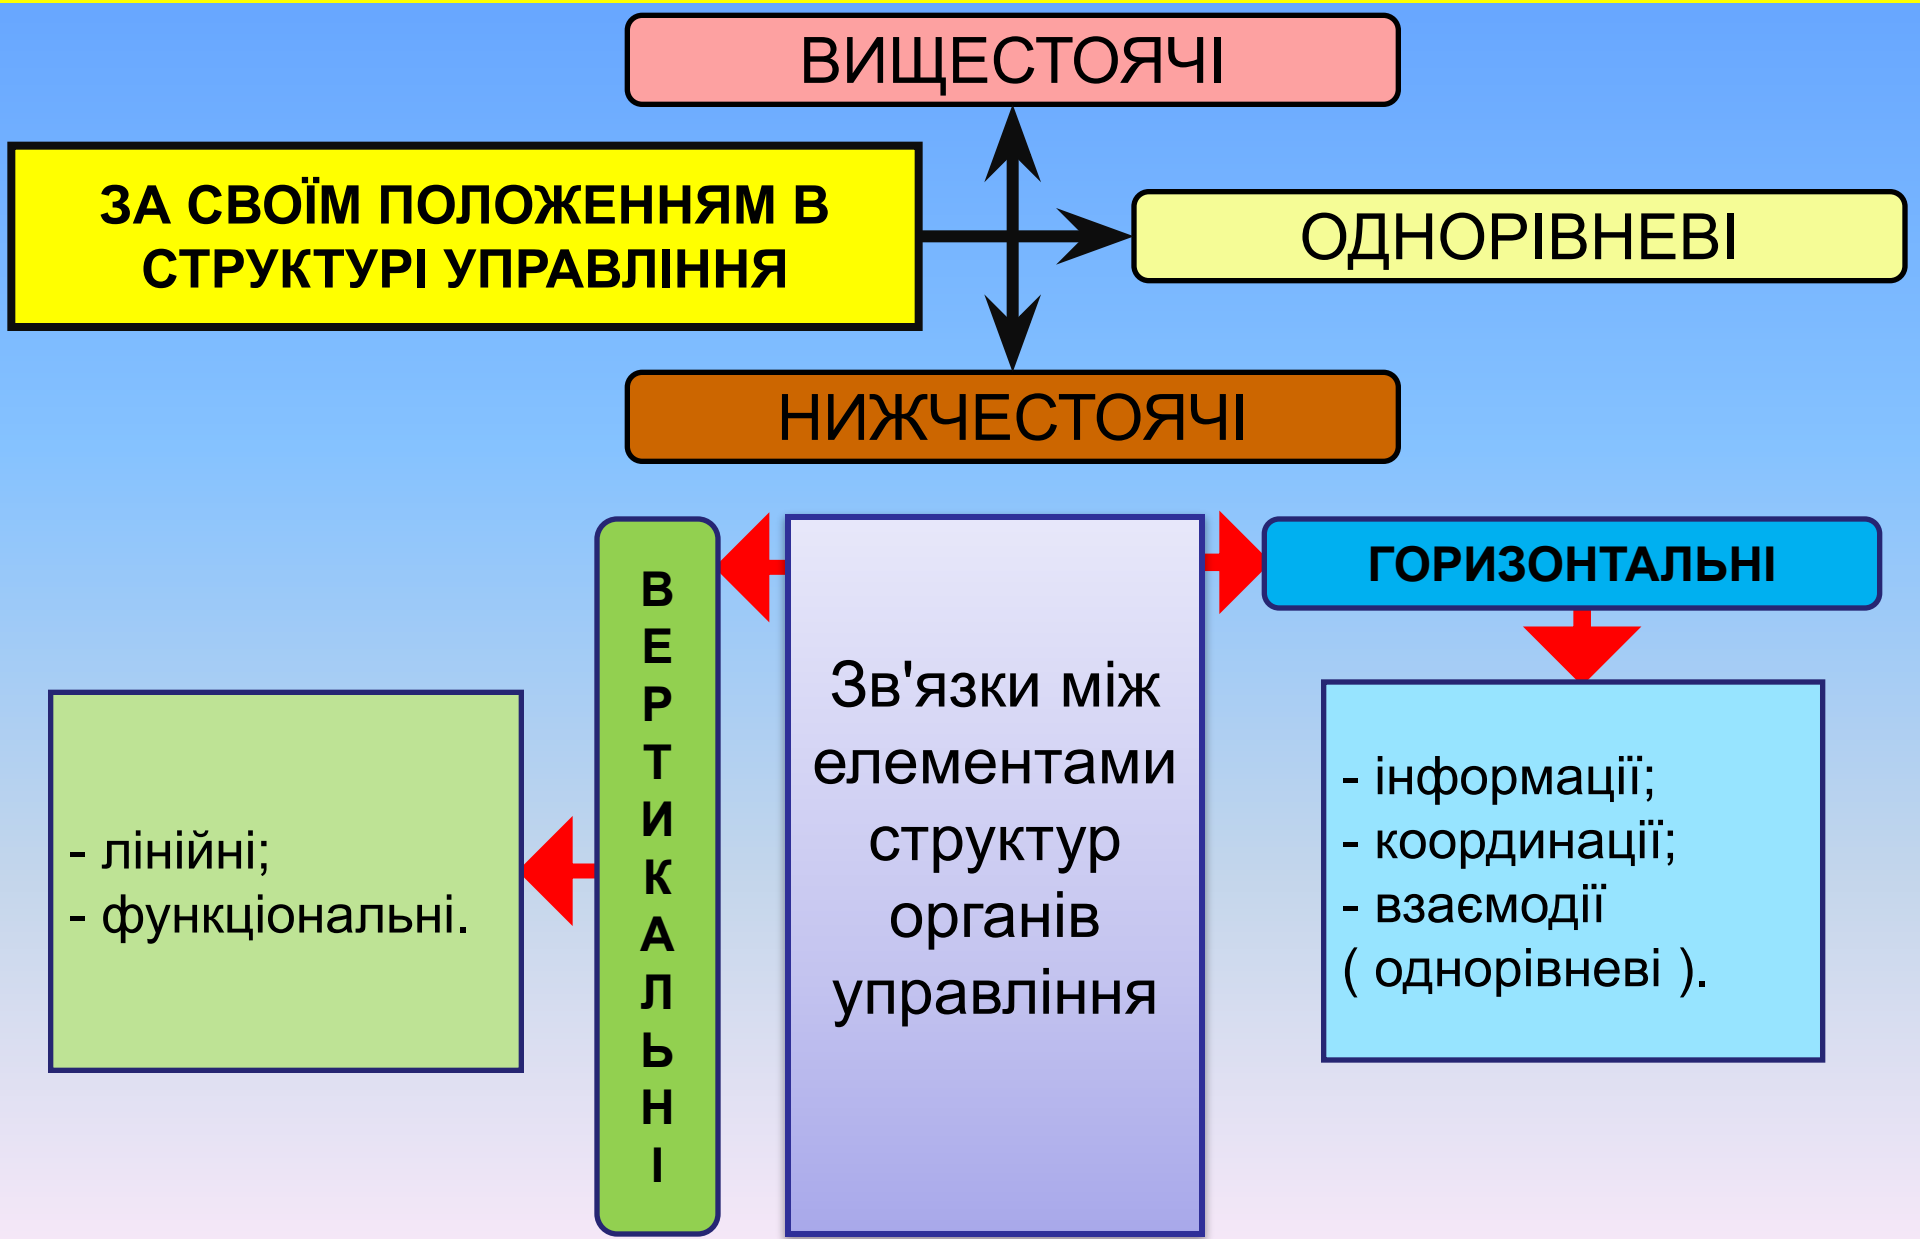 ВИЩЕСТОЯЧІ
ЗА СВОЇМ ПОЛОЖЕННЯМ В
СТРУКТУРІ УПРАВЛІННЯ
ОДНОРІВНЕВІ
НИЖЧЕСТОЯЧІ
ВЕРТИКАЛЬНІ
- лінійні;
- функціональні.
Зв'язки між
елементами
структур
органів
управління
ГОРИЗОНТАЛЬНІ
- інформації;
- координації;
- взаємодії
( однорівневі ).